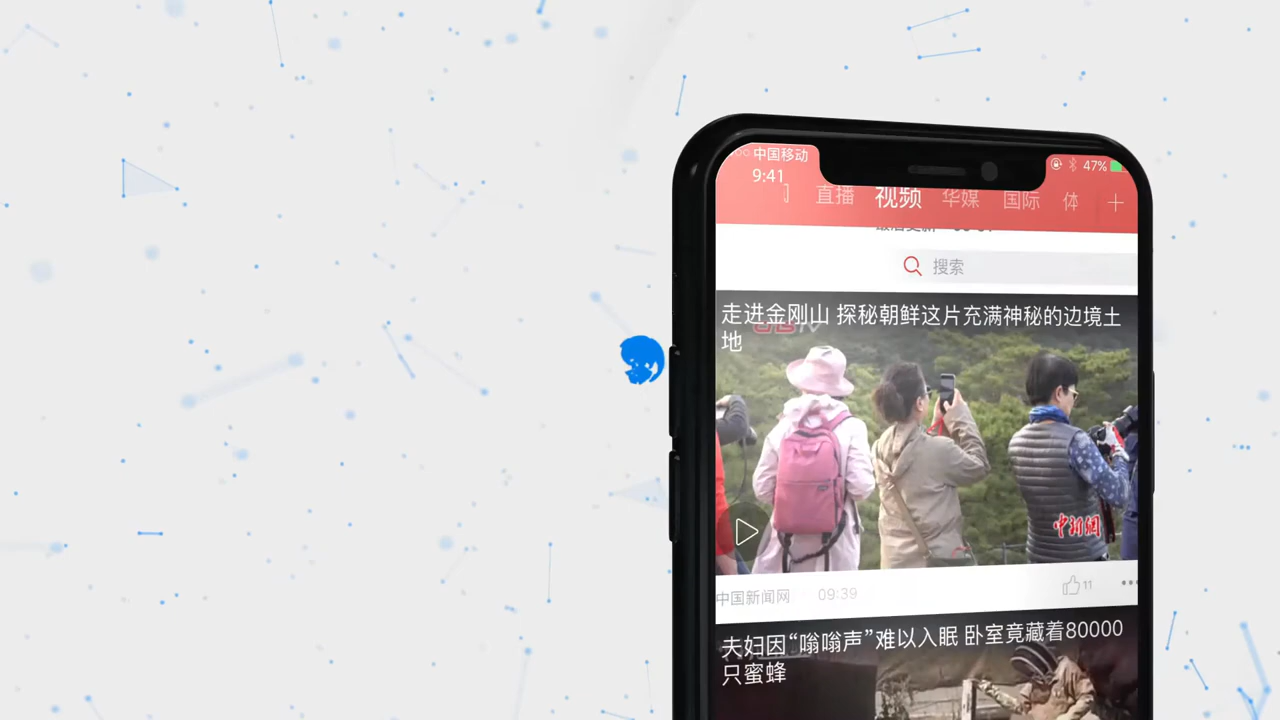 中国移动
9:41
47%
直播 视频 华媒 国际 体
搜索
走进金刚山 探秘朝鲜这片充满神秘的边境土
地
中新网
中国新闻网 09:39
11
夫妇因“嗡嗡声”难以入眠 卧室竟藏着80000
只蜜蜂